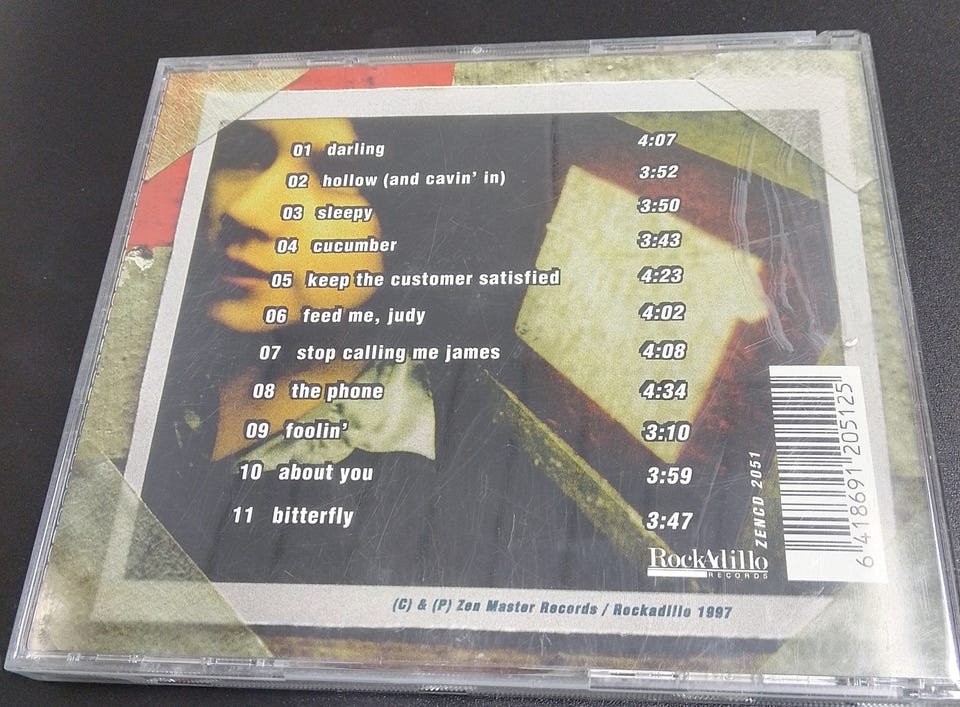 01 darling 4:07
02 hollow (and cavin' in) 3:52
03 sleepy 3:50
04 cucumber 3:43
05 keep the customer satisfied 4:23
06 feed me, judy 4:02
07 stop calling me james 4:08
08 the phone 4:34
09 foolin' 3:10
10 about you 3:59
11 bitterfly 3:47
RockAdillo
RECORDS
ZENCD 2051
6 418691 205125
(C) & (P) Zen Master Records / Rockadillo 1997